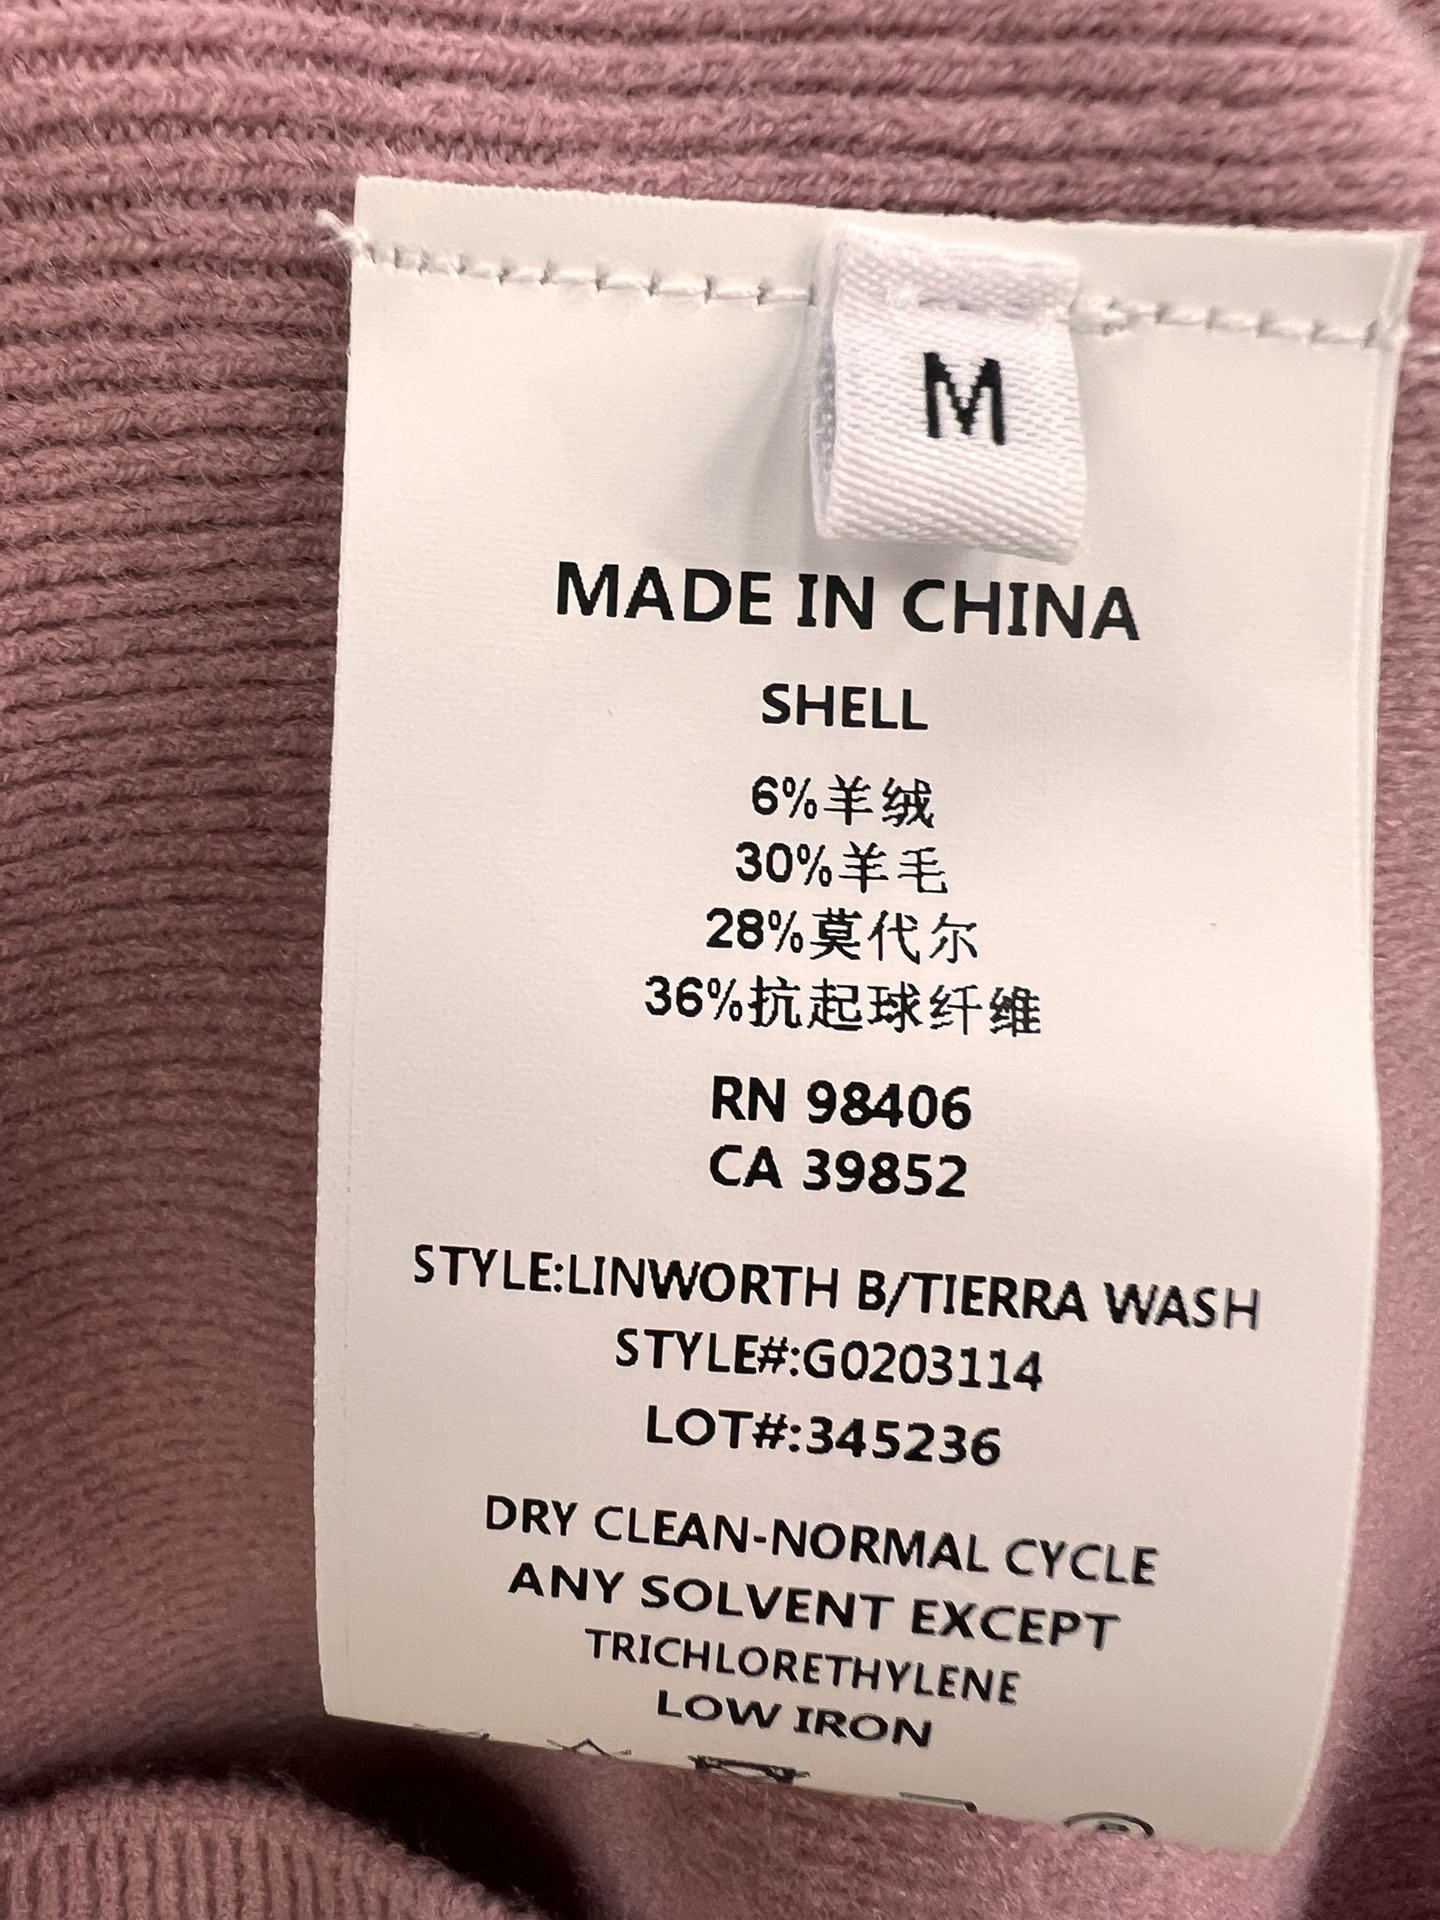 M
MADE IN CHINA
SHELL
6%羊绒
30%羊毛
28%莫代尔
36%抗起球纤维
RN 98406
CA 39852
STYLE:LINWORTH B/TIERRA WASH
STYLE#:G0203114
LOT#:345236
DRY CLEAN-NORMAL CYCLE
ANY SOLVENT EXCEPT
TRICHLORETHYLENE
LOW IRON